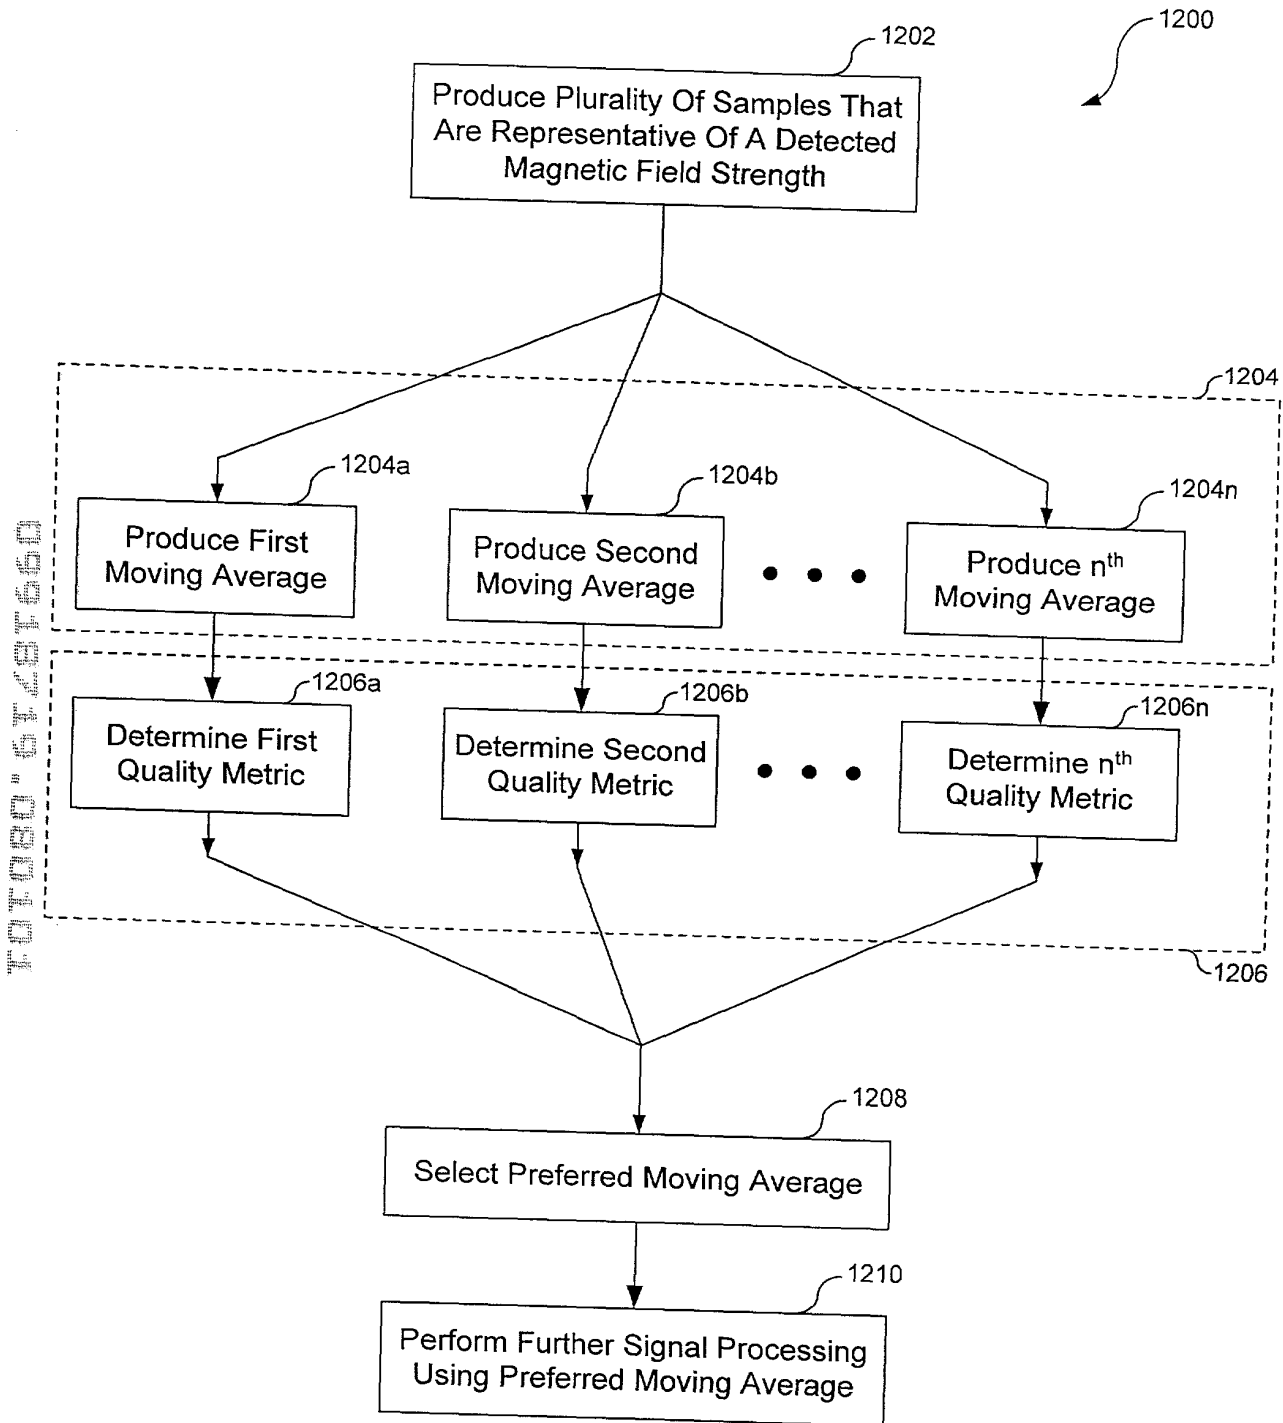 1200
1202
Produce Plurality Of Samples That
Are Representative Of A Detected
Magnetic Field Strength
1204
1204a
1204b
1204n
Produce First
Moving Average
Produce Second
Moving Average
Produce nth
Moving Average
1206a
1206b
1206n
Determine First
Quality Metric
Determine Second
Quality Metric
Determine nth
Quality Metric
1206
1208
Select Preferred Moving Average
1210
Perform Further Signal Processing
Using Preferred Moving Average